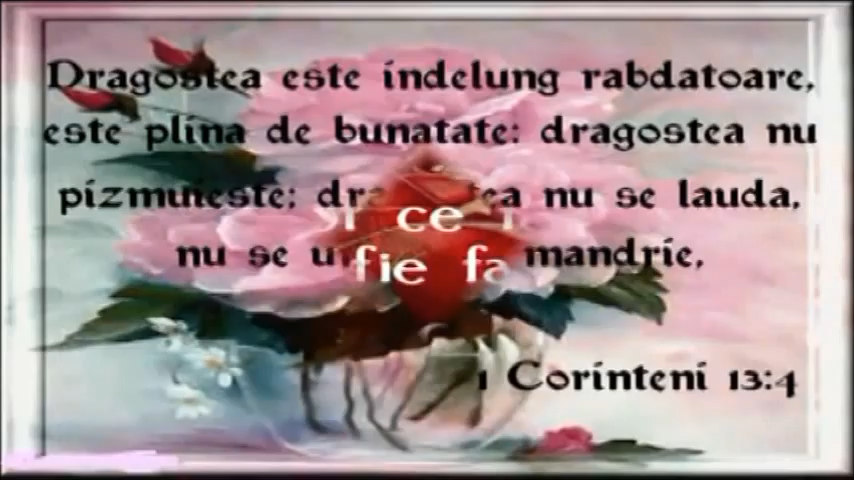 Dragostea este indelung rabdatoare,
este plina de bunatate: dragostea nu
pizmuieste; nu se lauda,
nu se mandrie,
ce
fie
1 Corinteni 13:4